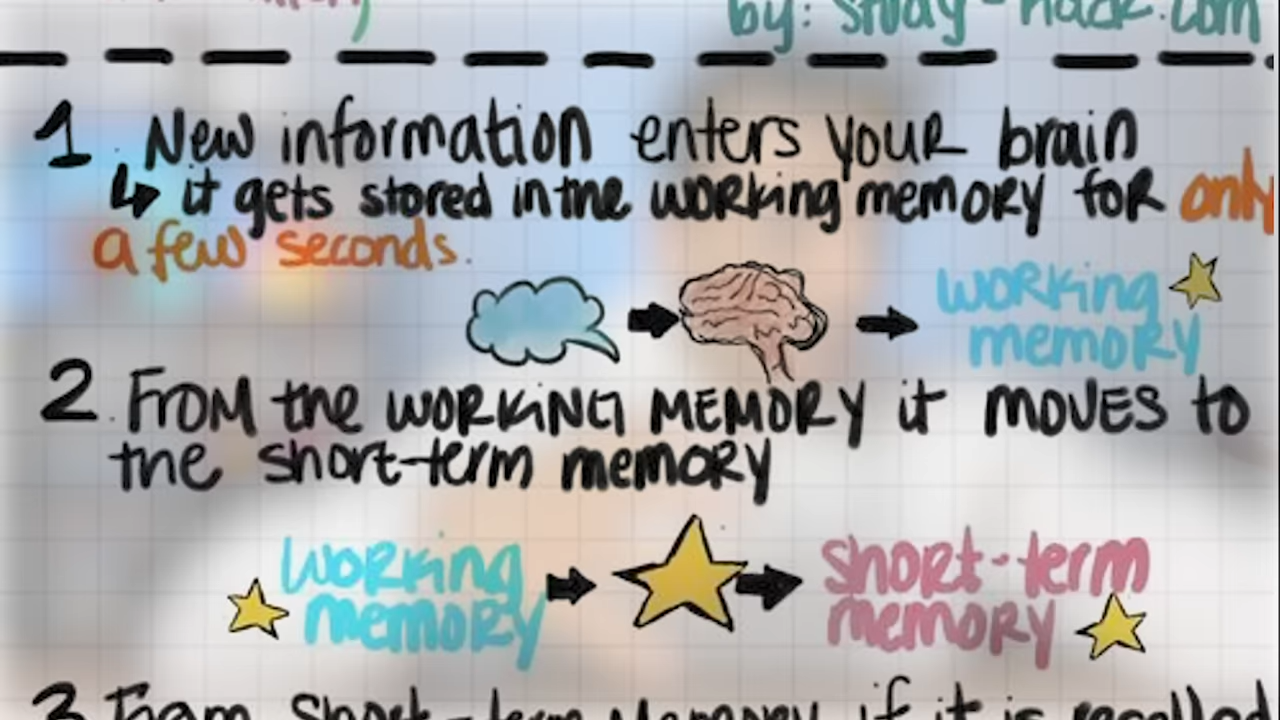 by: study-hack.com
1. New information enters your brain
↳ it gets stored in the working memory for only
a few seconds.
working
memory
2. From the working memory it moves to
the short-term memory
working
memory
short-term
memory
3. From short-term memory if it is recalled